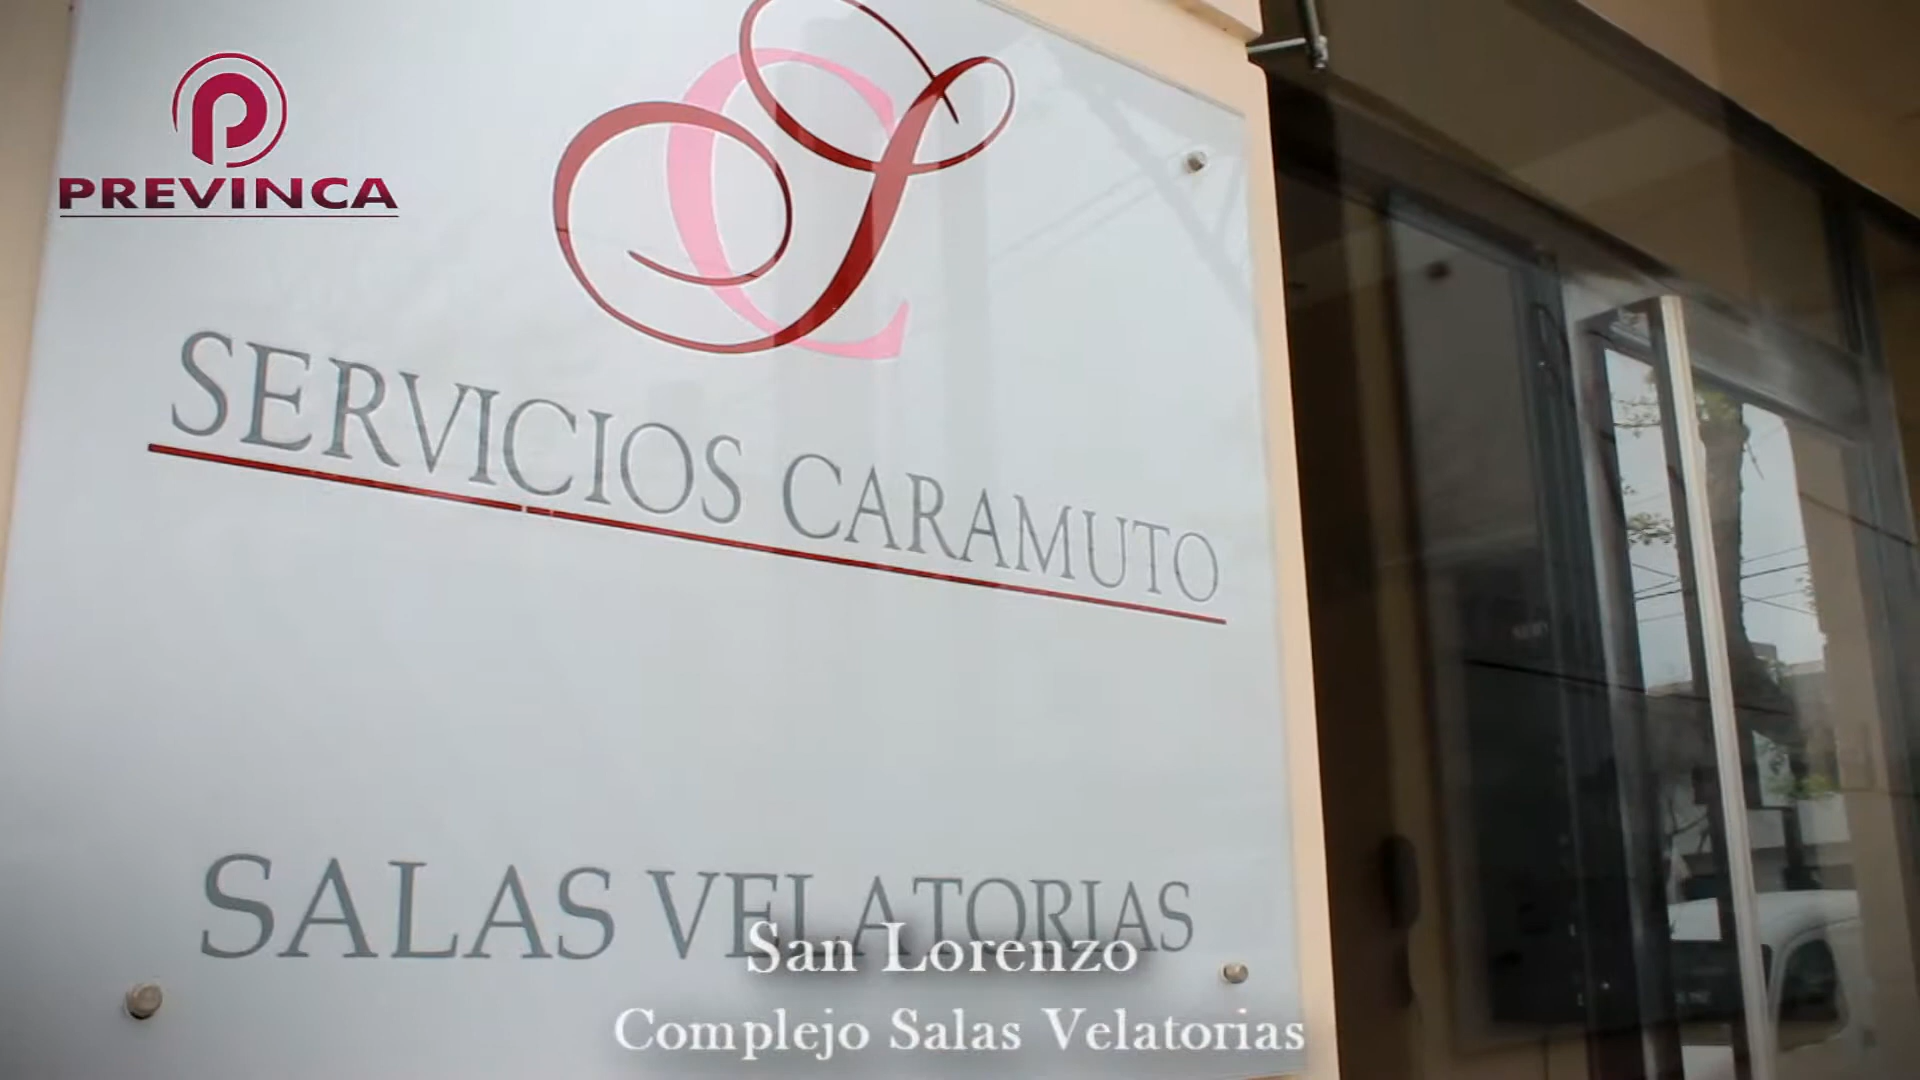 PREVINCA
SERVICIOS CARAMUTO
SALAS VELATORIAS
San Lorenzo
Complejo Salas Velatorias